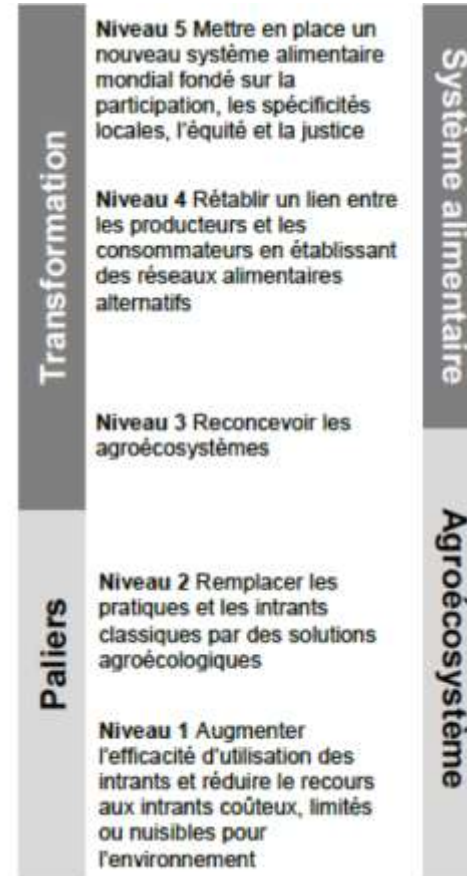 Transformation
Paliers
Niveau 5 Mettre en place un
nouveau système alimentaire
mondial fondé sur la
participation, les spécificités
locales, l'équité et la justice
Niveau 4 Rétablir un lien entre
les producteurs et les
consommateurs en établissant
des réseaux alimentaires
alternatifs
Niveau 3 Reconcevoir les
agroécosystèmes
Niveau 2 Remplacer les
pratiques et les intrants
classiques par des solutions
agroécologiques
Niveau 1 Augmenter
l'efficacité d'utilisation des
intrants et réduire le recours
aux intrants coûteux, limités
ou nuisibles pour
l'environnement
Système alimentaire
Agroécosystème